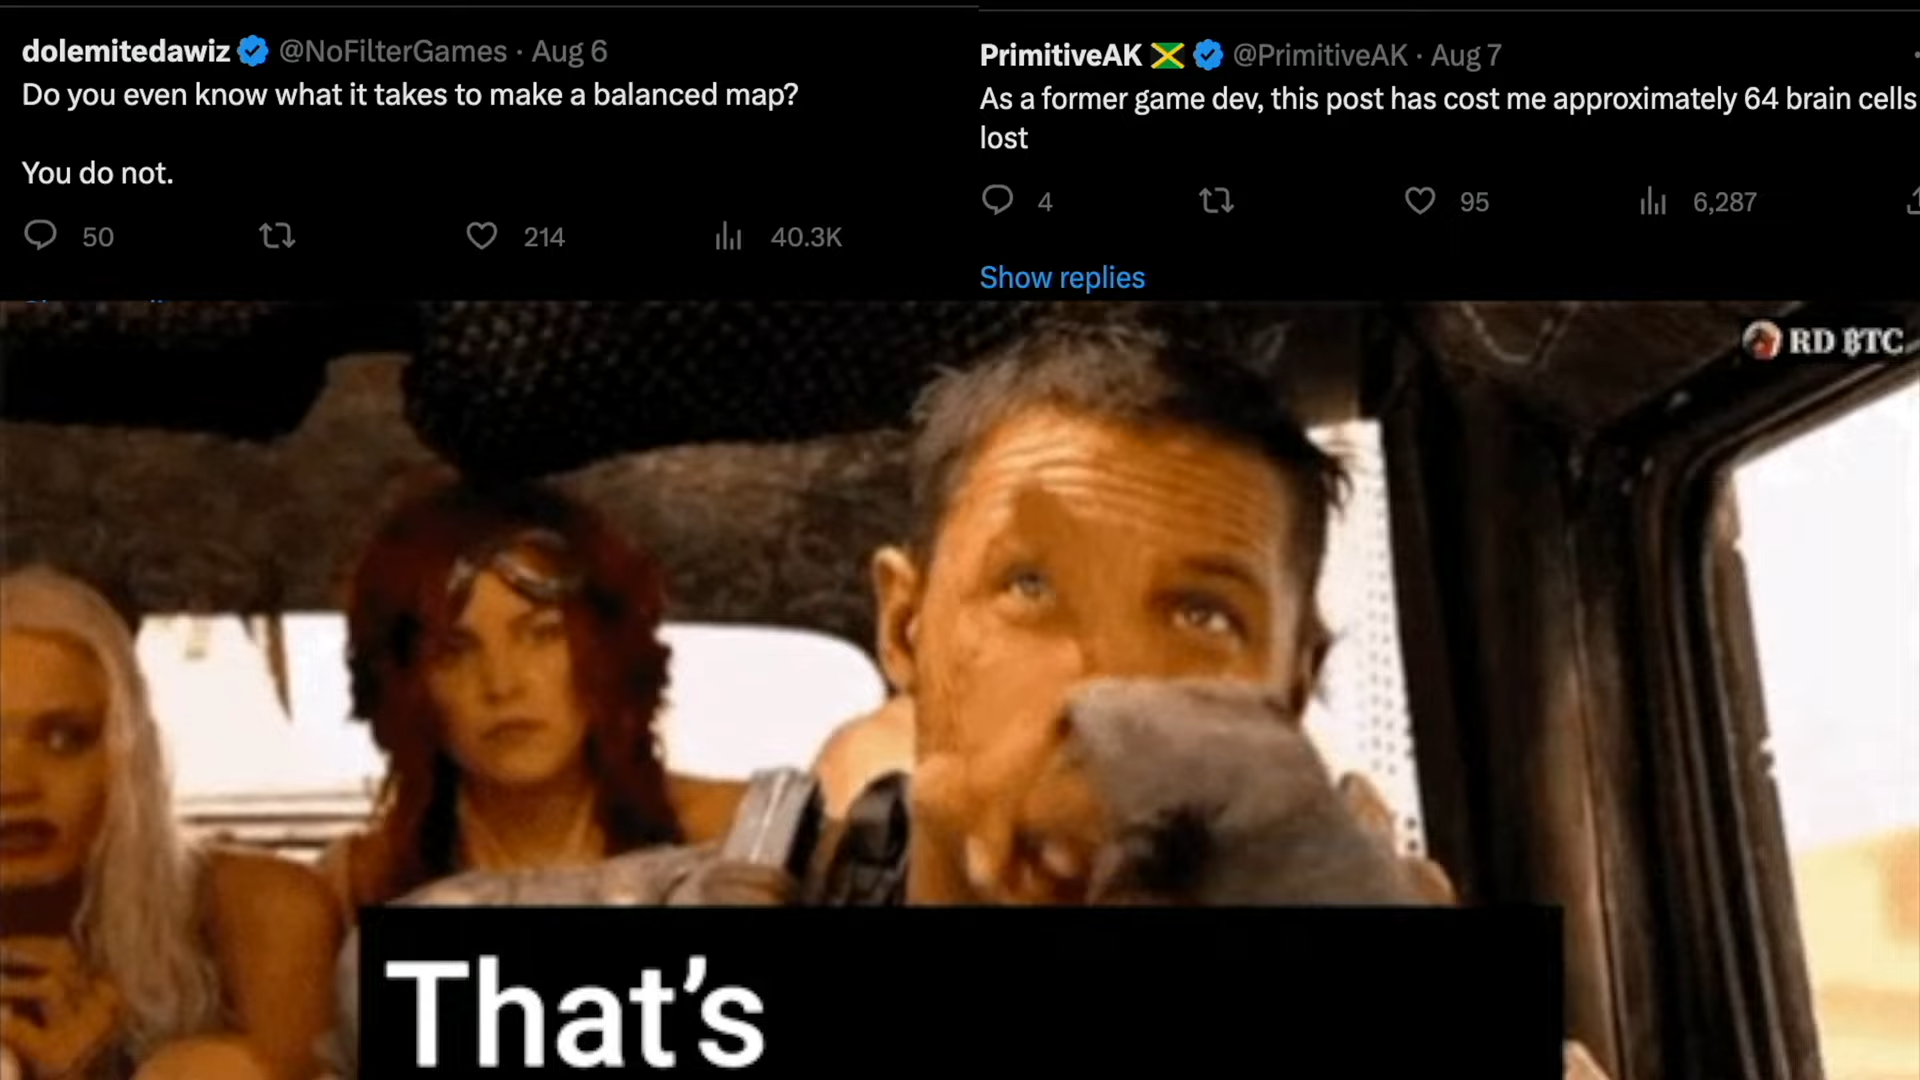 dolemitedawiz @NoFilterGames · Aug 6
Do you even know what it takes to make a balanced map?
You do not.
50 214 40.3K
PrimitiveAK @PrimitiveAK · Aug 7
As a former game dev, this post has cost me approximately 64 brain cells
lost
4 95 6,287
Show replies
RD ₿TC
That's